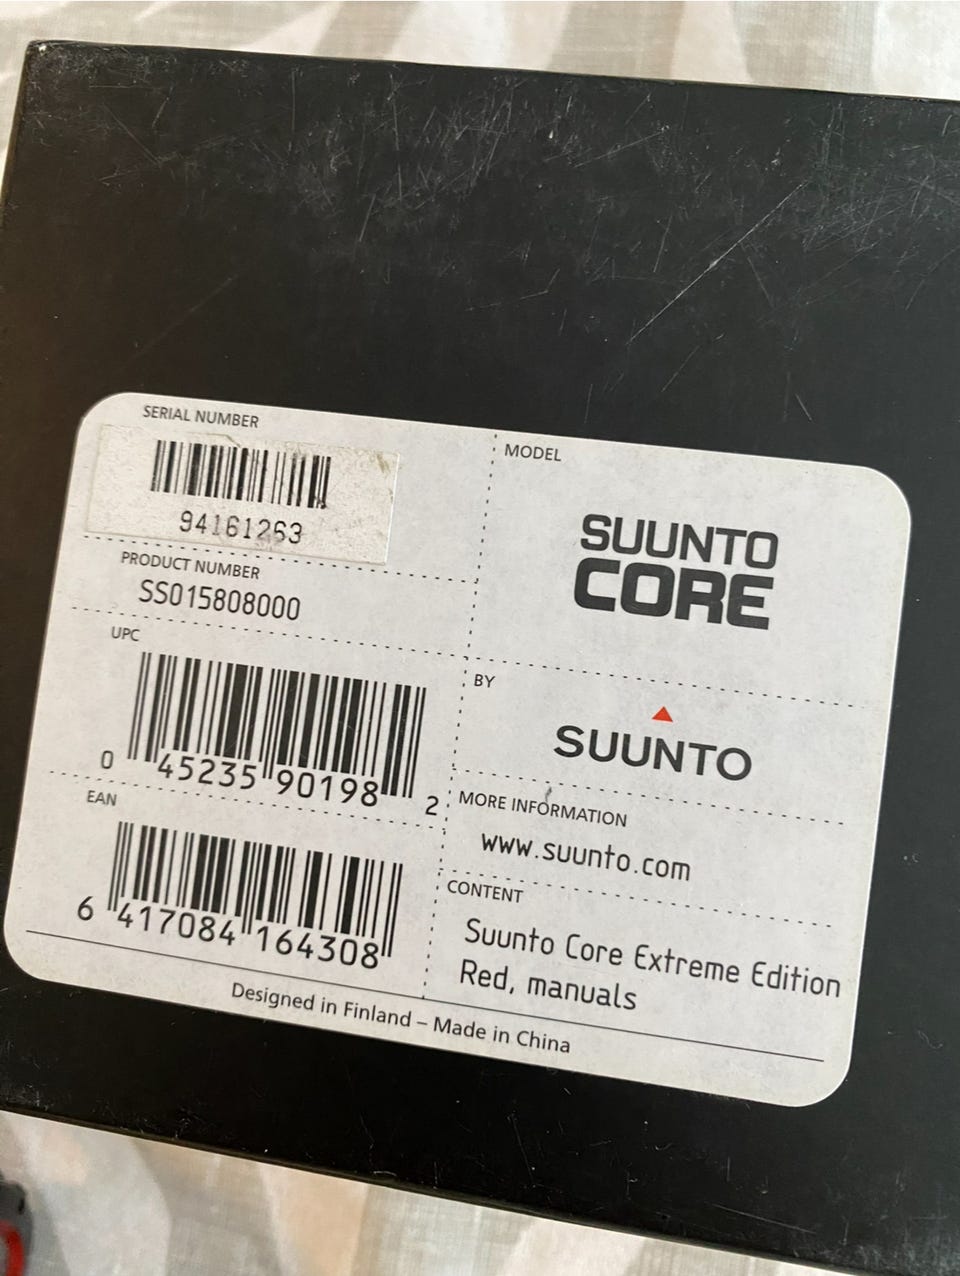 SERIAL NUMBER
94161263
PRODUCT NUMBER
SS015808000
UPC
0 45235 90198 2
EAN
6 417084 164308
MODEL
SUUNTO
CORE
BY
SUUNTO
MORE INFORMATION
www.suunto.com
CONTENT
Suunto Core Extreme Edition
Red, manuals
Designed in Finland – Made in China